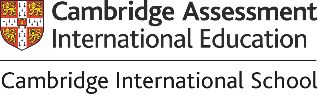 Cambridge Assessment
International Education
Cambridge International School